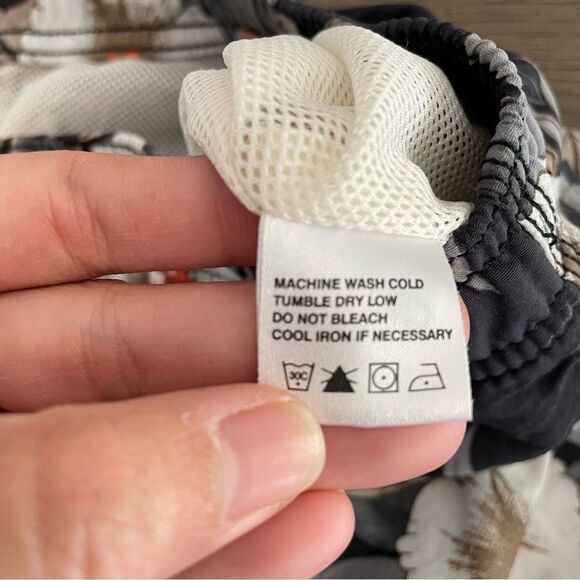 MACHINE WASH COLD
TUMBLE DRY LOW
DO NOT BLEACH
COOL IRON IF NECESSARY
30C